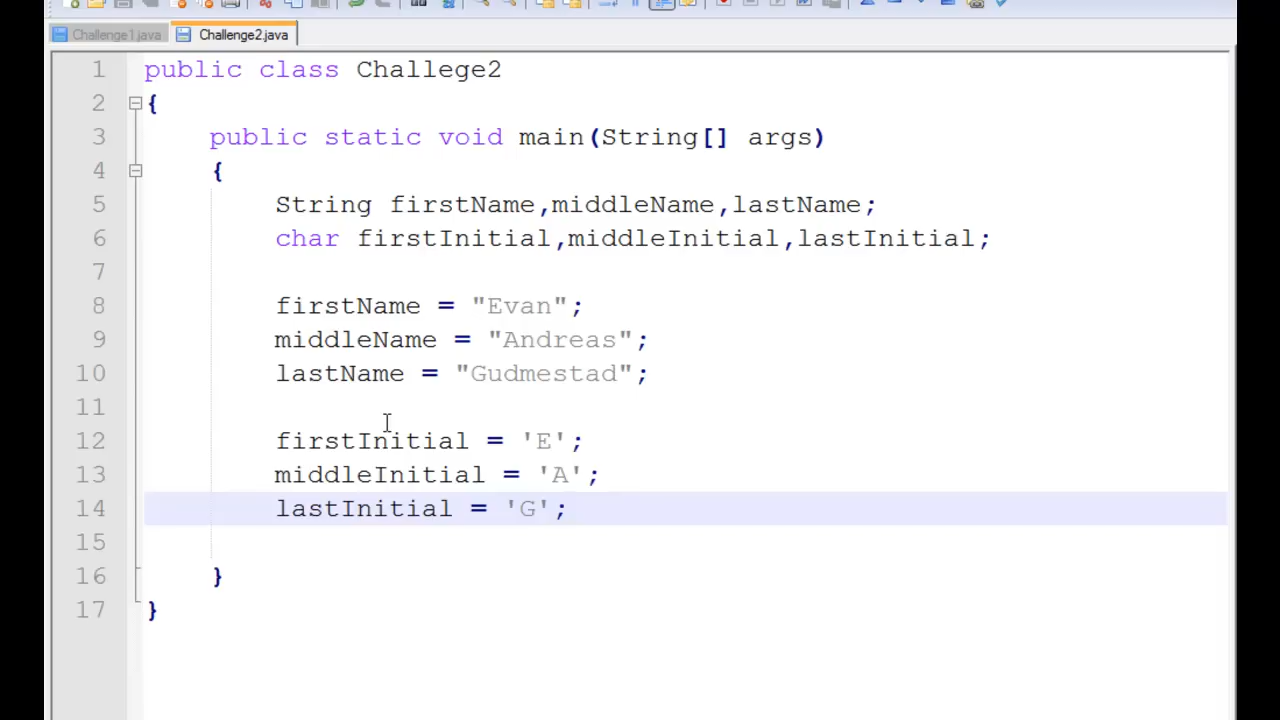 Challenge1.java Challenge2.java
1 public class Challege2
2 {
3 public static void main(String[] args)
4 {
5 String firstName,middleName,lastName;
6 char firstInitial,middleInitial,lastInitial;
7
8 firstName = "Evan";
9 middleName = "Andreas";
10 lastName = "Gudmestad";
11
12 firstInitial = 'E';
13 middleInitial = 'A';
14 lastInitial = 'G';
15
16 }
17 }